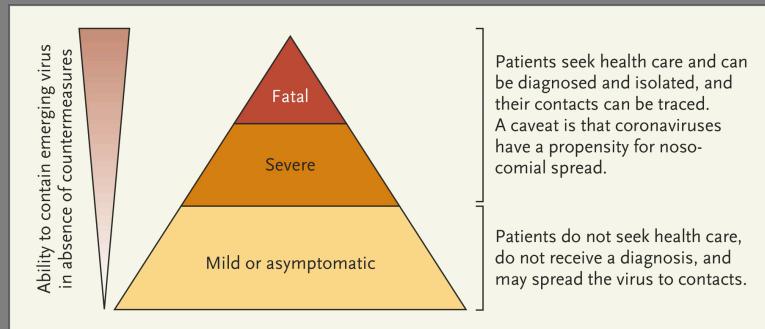 Ability to contain emerging virus
in absence of countermeasures
Fatal
Severe
Mild or asymptomatic
Patients seek health care and can
be diagnosed and isolated, and
their contacts can be traced.
A caveat is that coronaviruses
have a propensity for noso-
comial spread.
Patients do not seek health care,
do not receive a diagnosis, and
may spread the virus to contacts.